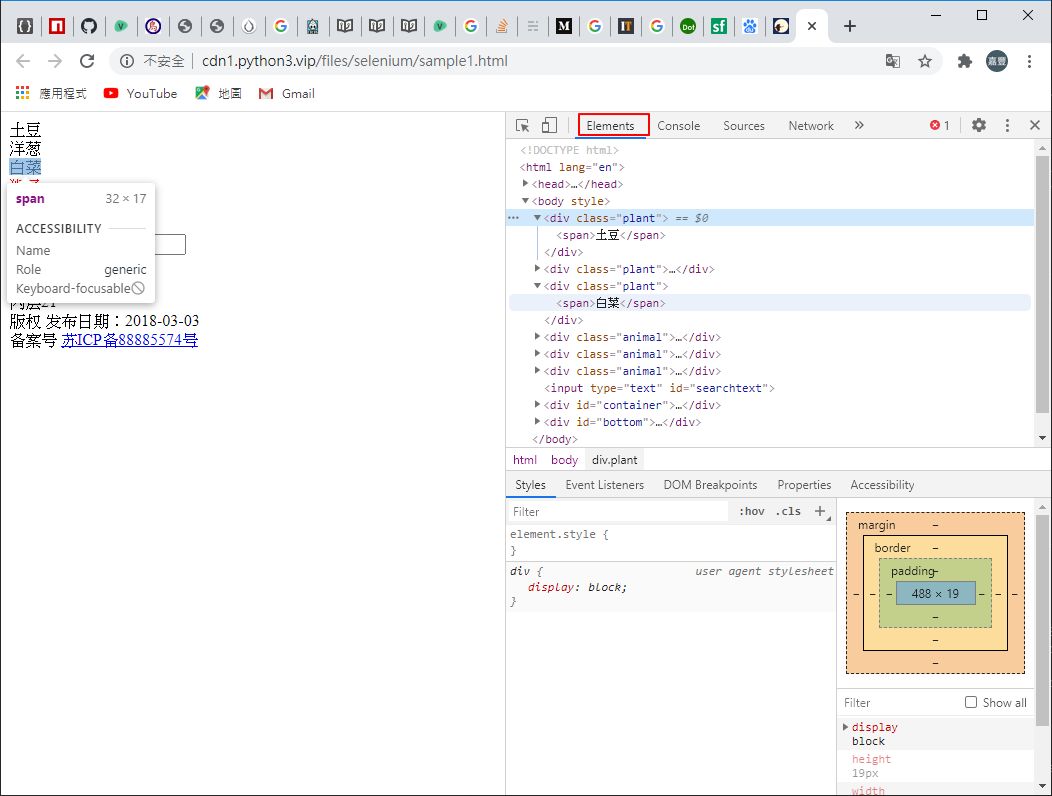 Dot
sf
不安全 cdn1.python3.vip/files/selenium/sample1.html
嘉豐
應用程式 YouTube 地圖 Gmail
土豆
洋葱
白菜
span 32 × 17
ACCESSIBILITY
Name
Role generic
Keyboard-focusable
版权 发布日期：2018-03-03
备案号 苏ICP备88885574号
Elements Console Sources Network » 1
<!DOCTYPE html>
<html lang="en">
<head>…</head>
<body style>
<div class="plant"> == $0
<span>土豆</span>
</div>
<div class="plant">…</div>
<div class="plant">
<span>白菜</span>
</div>
<div class="animal">…</div>
<div class="animal">…</div>
<div class="animal">…</div>
<input type="text" id="searchtext">
<div id="container">…</div>
<div id="bottom">…</div>
</body>
html body div.plant
Styles Event Listeners DOM Breakpoints Properties Accessibility
Filter :hov .cls +
element.style {
}
div { user agent stylesheet
display: block;
}
margin –
border –
padding –
– – – 488 × 19 – – –
–
–
–
Filter Show all
display
block
height
19px
width